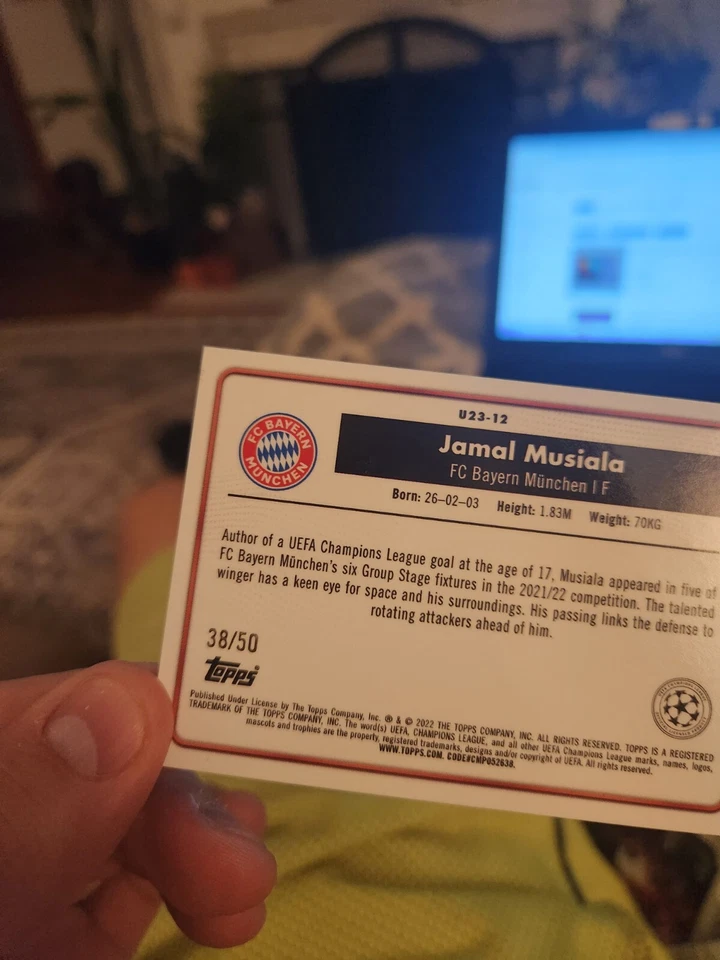 U23-12
FC BAYERN MÜNCHEN
Jamal Musiala
FC Bayern München | F
Born: 26-02-03 Height: 1.83M Weight: 70KG
Author of a UEFA Champions League goal at the age of 17, Musiala appeared in five of
FC Bayern München's six Group Stage fixtures in the 2021/22 competition. The talented
winger has a keen eye for space and his surroundings. His passing links the defense to
rotating attackers ahead of him.
38/50
Topps
Published Under License by The Topps Company, Inc. ® & © 2022 THE TOPPS COMPANY, INC. ALL RIGHTS RESERVED. TOPPS IS A REGISTERED
TRADEMARK OF THE TOPPS COMPANY, INC. The word(s) UEFA, CHAMPIONS LEAGUE, and all other UEFA Champions League marks, names, logos,
mascots and trophies are the property, registered trademarks, designs and/or copyright of UEFA. All rights reserved.
WWW.TOPPS.COM. CODE#CMP052638.